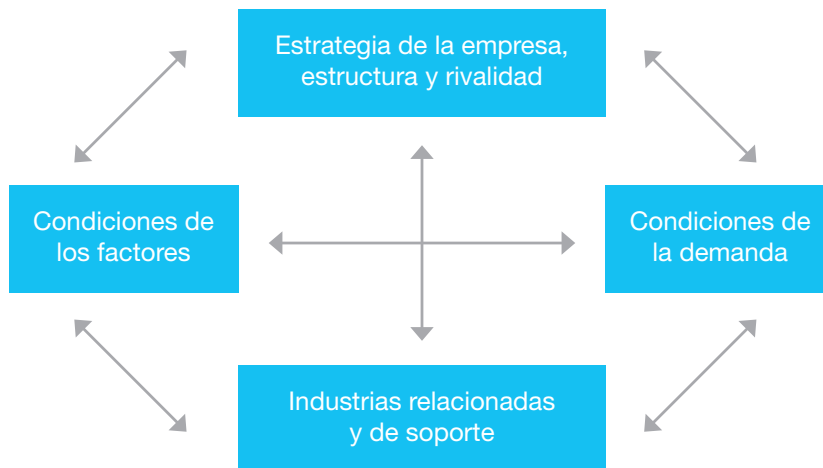 Estrategia de la empresa,
estructura y rivalidad
Condiciones de
los factores
Condiciones de
la demanda
Industrias relacionadas
y de soporte